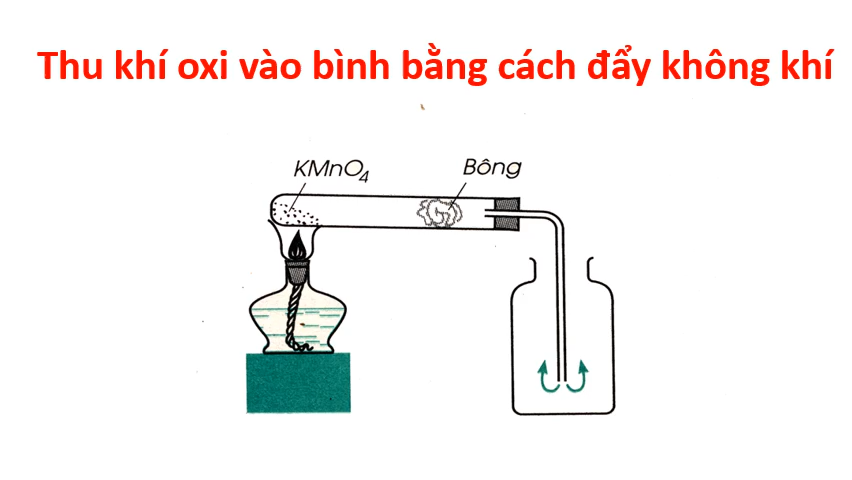 Thu khí oxi vào bình bằng cách đẩy không khí
KMnO₄
Bông